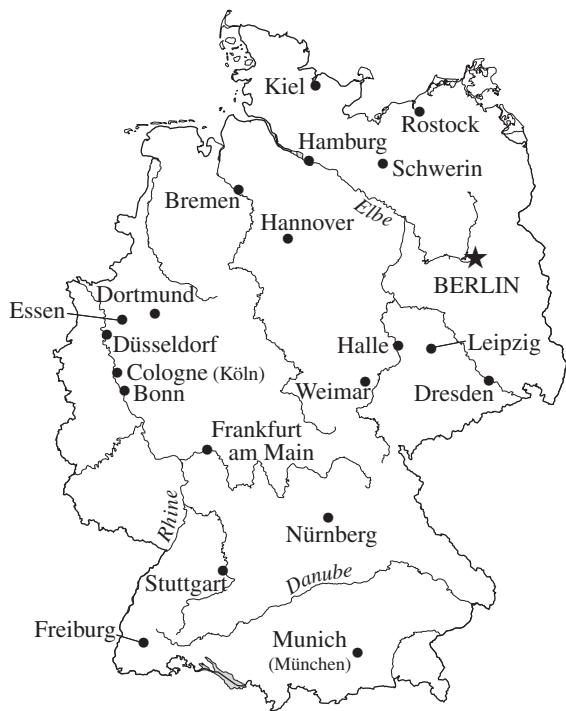 Kiel
Rostock
Hamburg
Schwerin
Bremen
Elbe
Hannover
BERLIN
Dortmund
Essen
Düsseldorf
Halle
Leipzig
Cologne (Köln)
Weimar
Dresden
Bonn
Frankfurt
am Main
Rhine
Nürnberg
Stuttgart
Danube
Freiburg
Munich
(München)